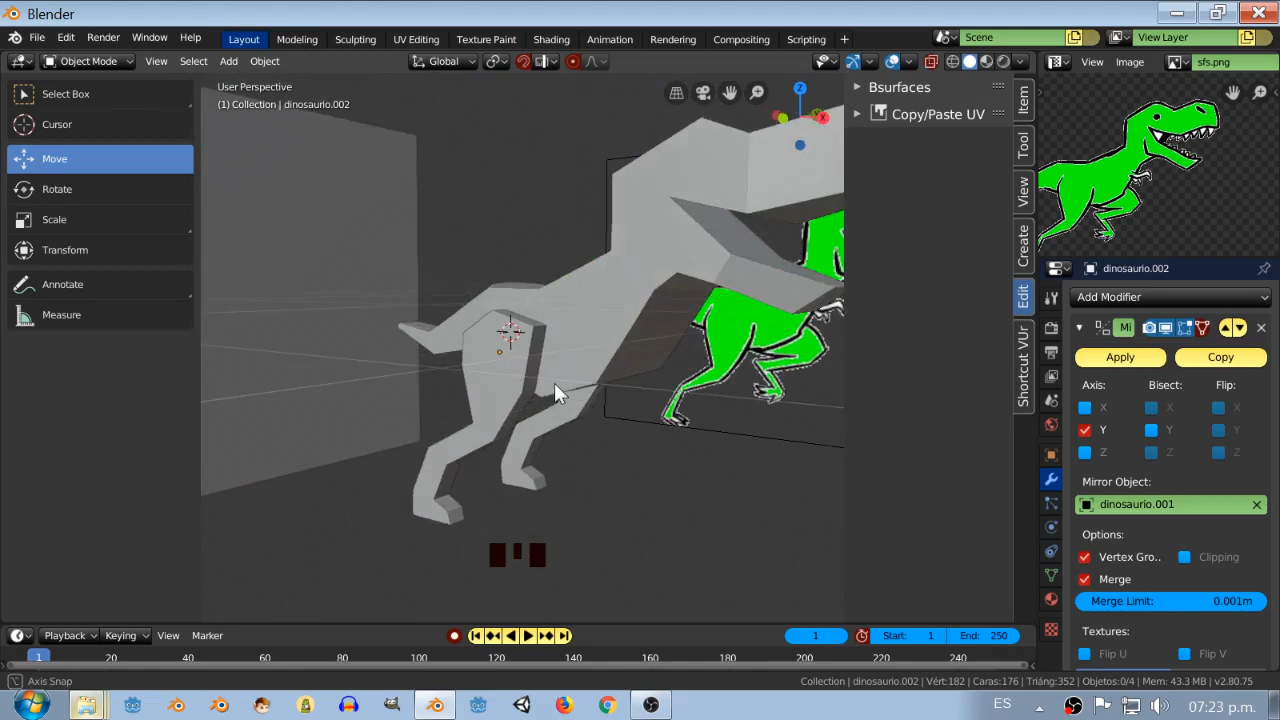 Blender
File Edit Render Window Help Layout Modeling Sculpting UV Editing Texture Paint Shading Animation Rendering Compositing Scripting + Scene View Layer
Object Mode View Select Add Object Global View Image sfs.png
Select Box
Cursor
Move
Rotate
Scale
Transform
Annotate
Measure
User Perspective
(1) Collection | dinosaurio.002
Z
X
Bsurfaces
Copy/Paste UV
Item
Tool
View
Create
Edit
Shortcut VUr
dinosaurio.002
Add Modifier
Mi
Apply Copy
Axis: Bisect: Flip:
X X X
Y Y Y
Z Z Z
Mirror Object:
dinosaurio.001
Options:
Vertex Gro.. Clipping
Merge
Merge Limit: 0.001m
Textures:
Flip U Flip V
Playback Keying View Marker 1 Start: 1 End: 250
1 20 40 60 80 100 120 140 160 180 200 220 240
Axis Snap Collection | dinosaurio.002 | Vért:182 | Caras:176 | Triáng:352 | Objetos:0/4 | Mem: 43.3 MB | v2.80.75
ES 07:23 p.m.